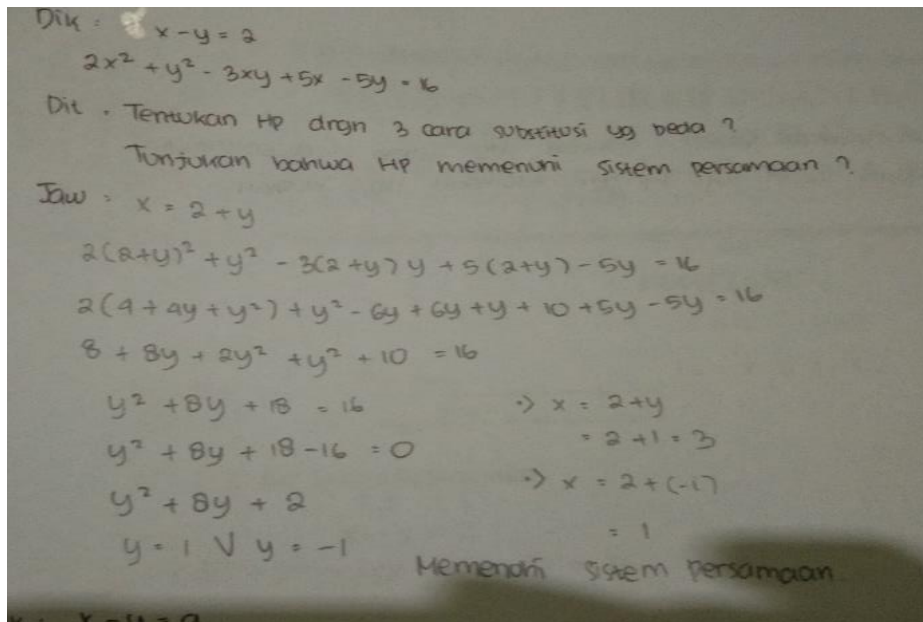 Dik : x - y = 2
2x² + y² - 3xy + 5x - 5y = 16
Dit . Tentukan Hp drgn 3 cara substitusi yg beda ?
Tunjukan bahwa HP memenuhi sistem persamaan ?
Jaw : x = 2 + y
2(2+y)² + y² - 3(2+y)y + 5(2+y) - 5y = 16
2(4 + 4y + y²) + y² - 6y + 6y + y + 10 + 5y - 5y = 16
8 + 8y + 2y² + y² + 10 = 16
y² + 8y + 18 = 16
·) x = 2+y
y² + 8y + 18 - 16 = 0
= 2 + 1 = 3
y² + 8y + 2
·) x = 2 + (-1)
y = 1 V y = -1
= 1
Memenuhi sistem persamaan
x - y = 2